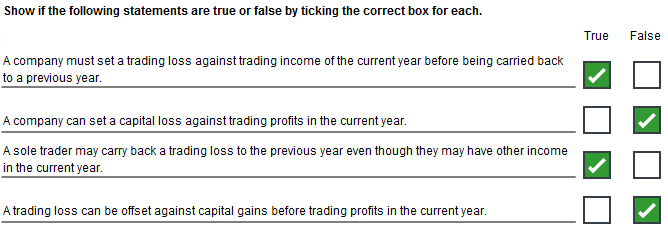 Show if the following statements are true or false by ticking the correct box for each.
True False
A company must set a trading loss against trading income of the current year before being carried back
to a previous year.
A company can set a capital loss against trading profits in the current year.
A sole trader may carry back a trading loss to the previous year even though they may have other income
in the current year.
A trading loss can be offset against capital gains before trading profits in the current year.